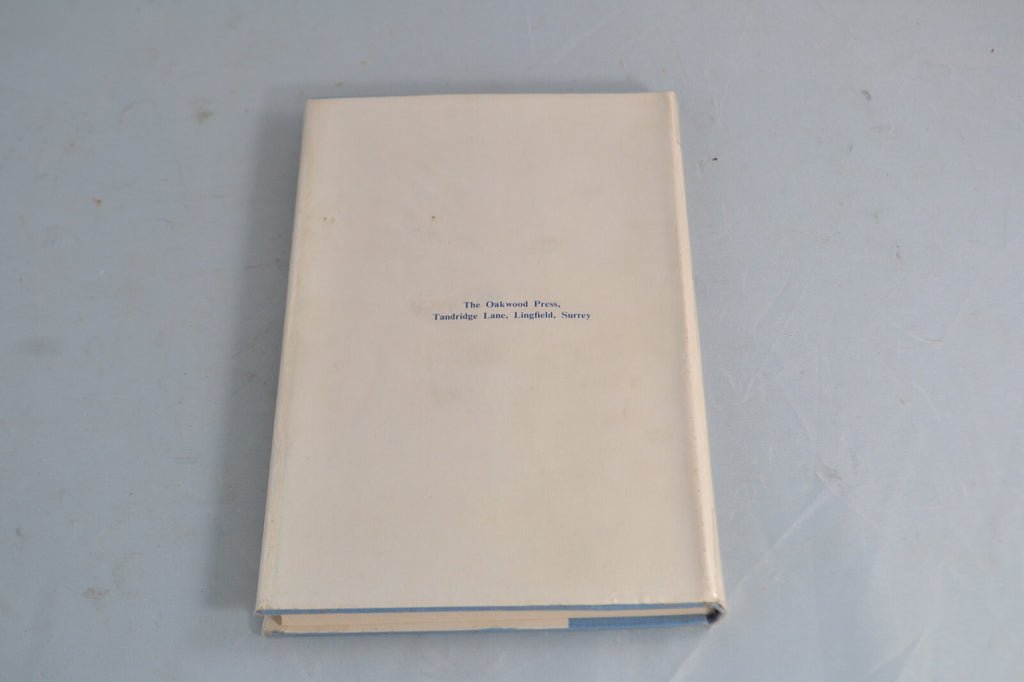 The Oakwood Press,
Tandridge Lane, Lingfield, Surrey